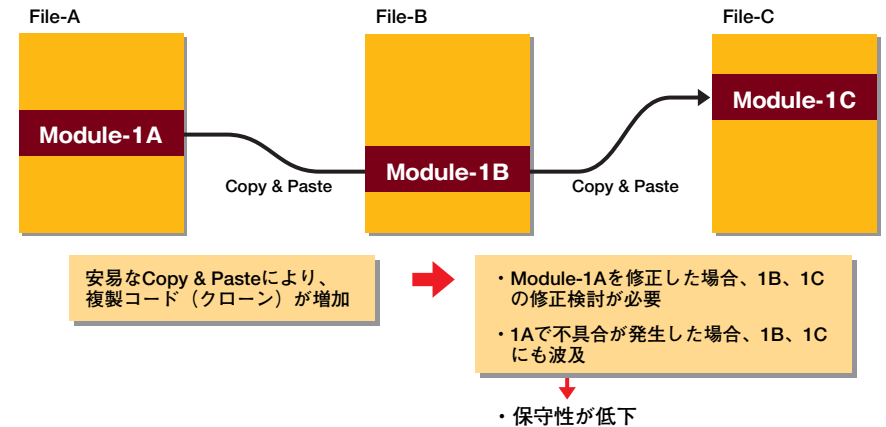 File-A
File-B
File-C
Module-1A
Module-1B
Module-1C
Copy & Paste
Copy & Paste
安易なCopy & Pasteにより、
複製コード（クローン）が増加
・Module-1Aを修正した場合、1B、1C
の修正検討が必要
・1Aで不具合が発生した場合、1B、1C
にも波及
・保守性が低下